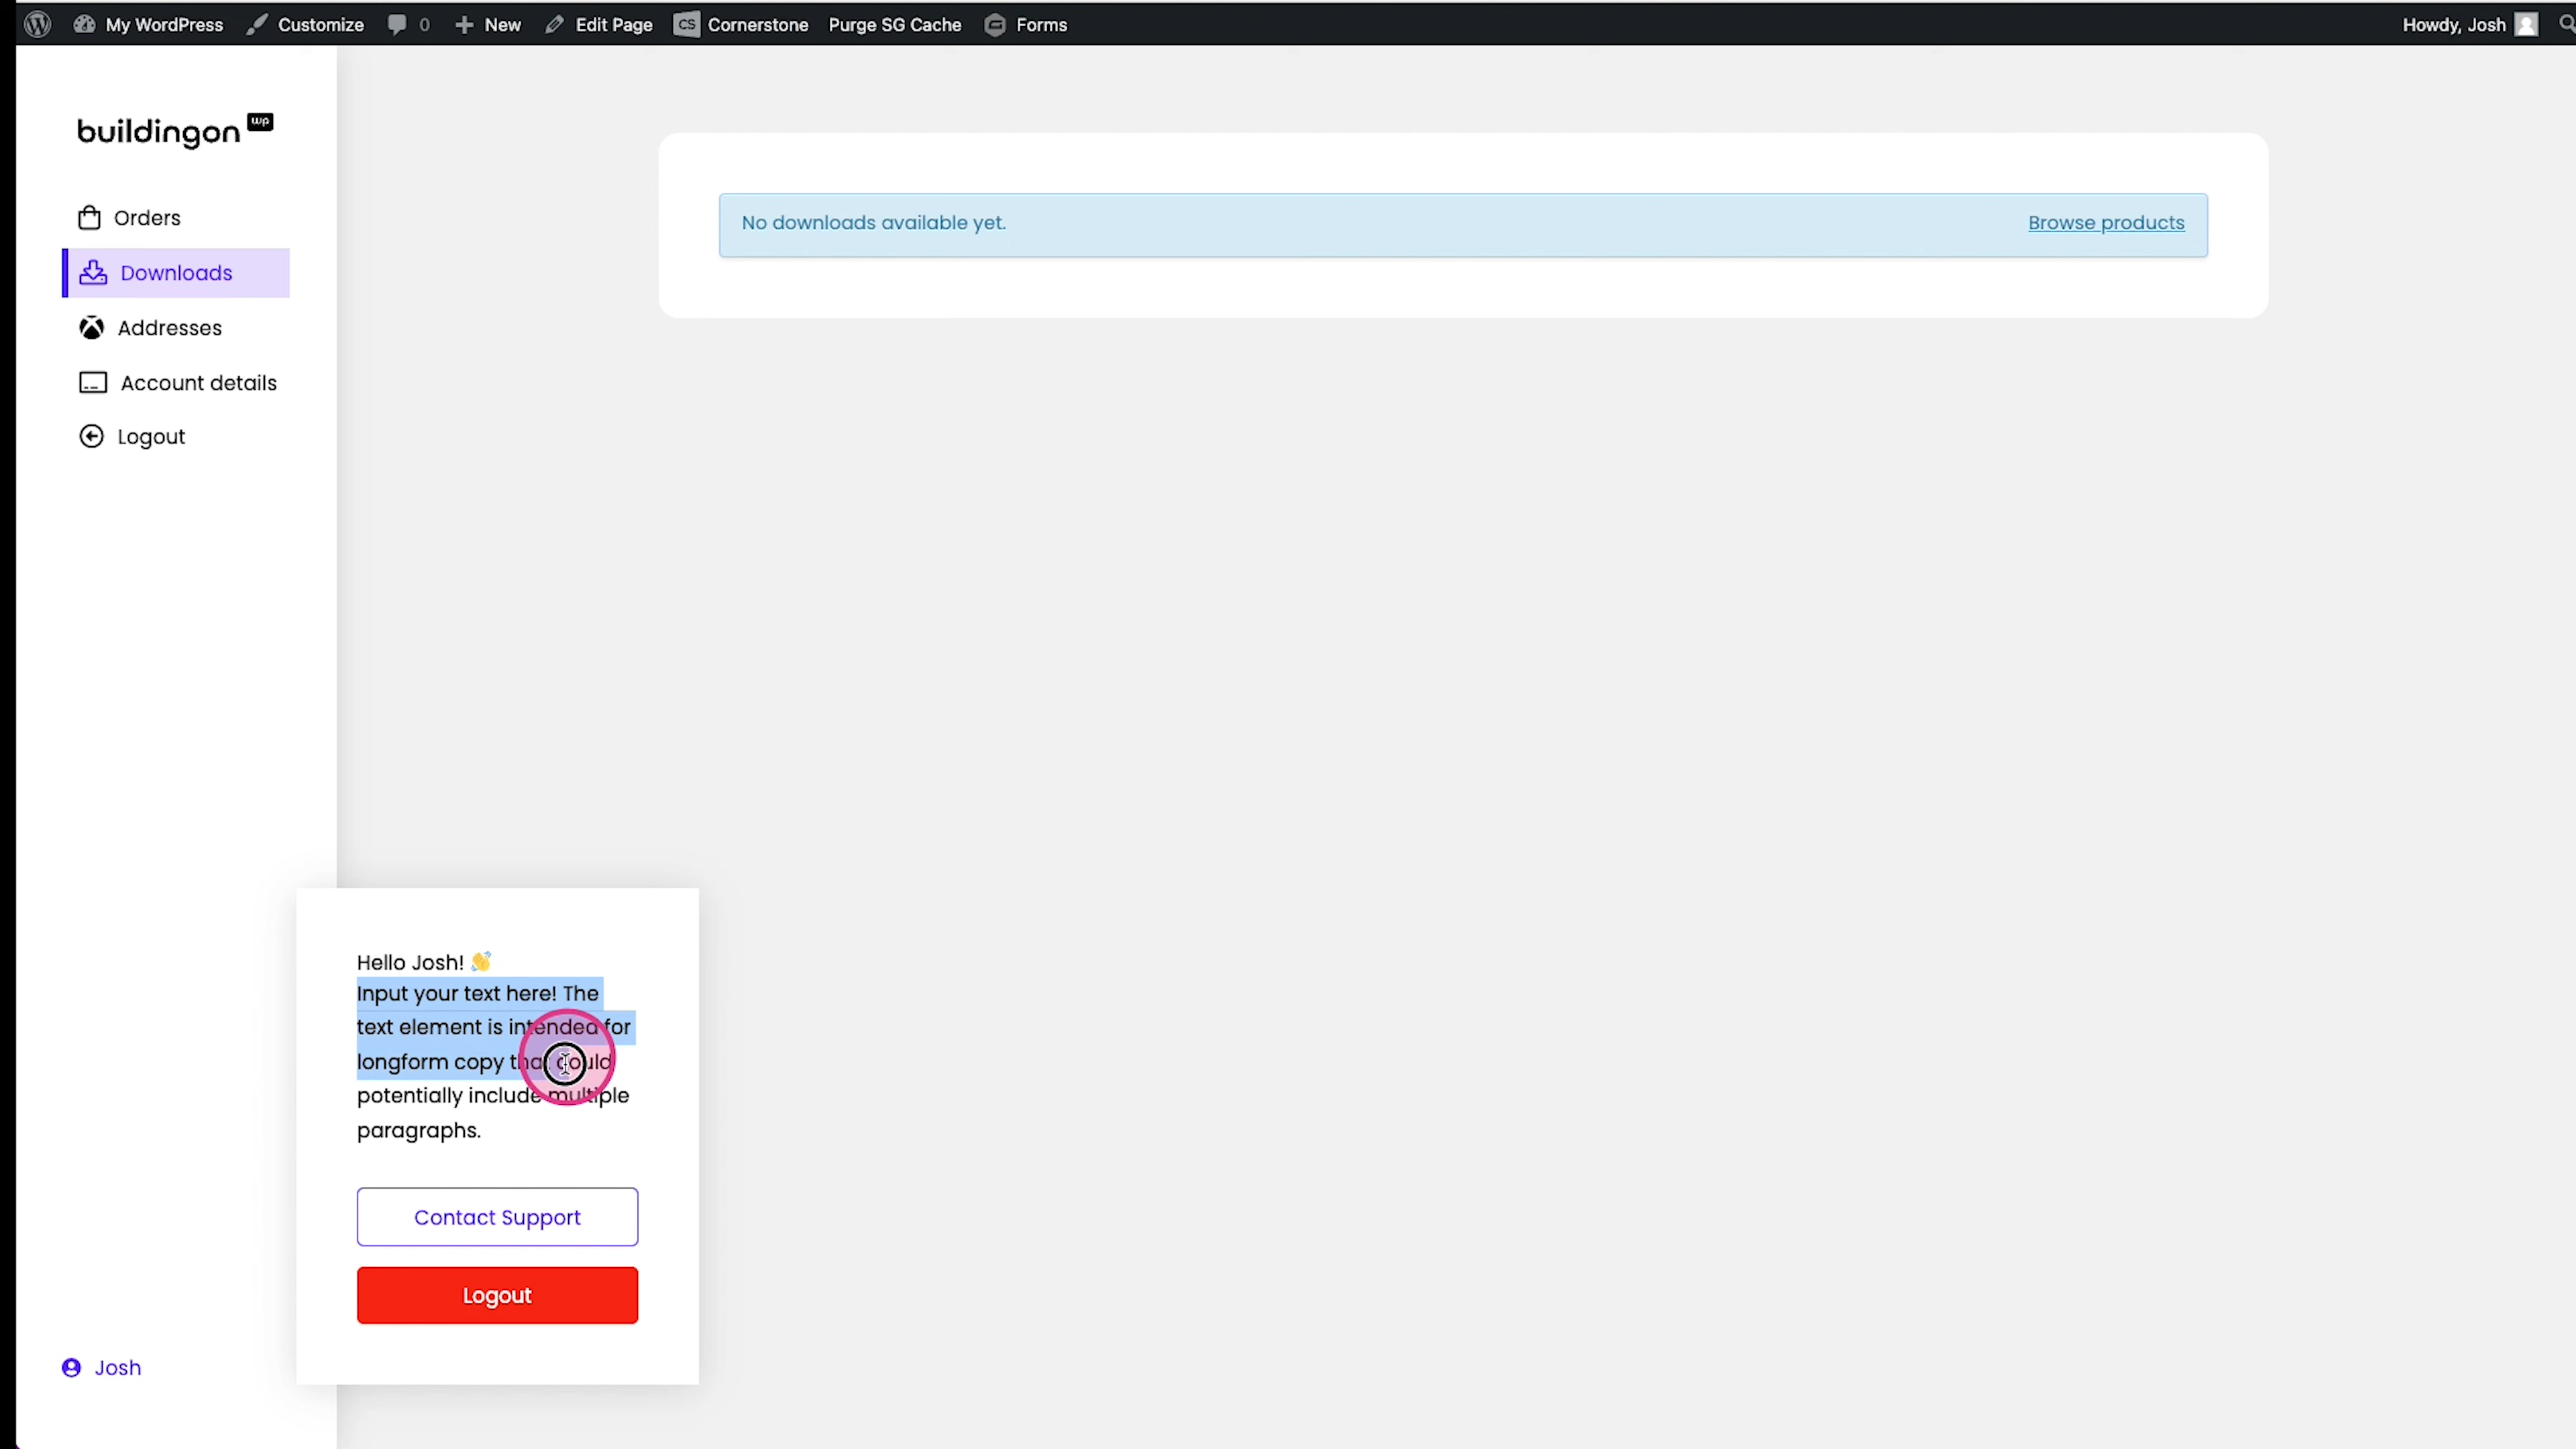 My WordPress Customize 0 New Edit Page CS Cornerstone Purge SG Cache Forms Howdy, Josh
buildingon wp
Orders
Downloads
Addresses
Account details
Logout
No downloads available yet. Browse products
Hello Josh! 👋
Input your text here! The
text element is intended for
longform copy that could
potentially include multiple
paragraphs.
Contact Support
Logout
Josh